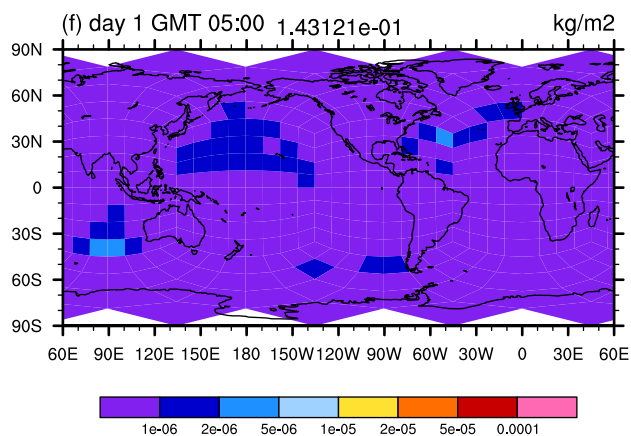 (f) day 1 GMT 05:00 1.43121e-01 kg/m2
90N
60N
30N
0
30S
60S
90S
60E 90E 120E 150E 180 150W 120W 90W 60W 30W 0 30E 60E
1e-06 2e-06 5e-06 1e-05 2e-05 5e-05 0.0001